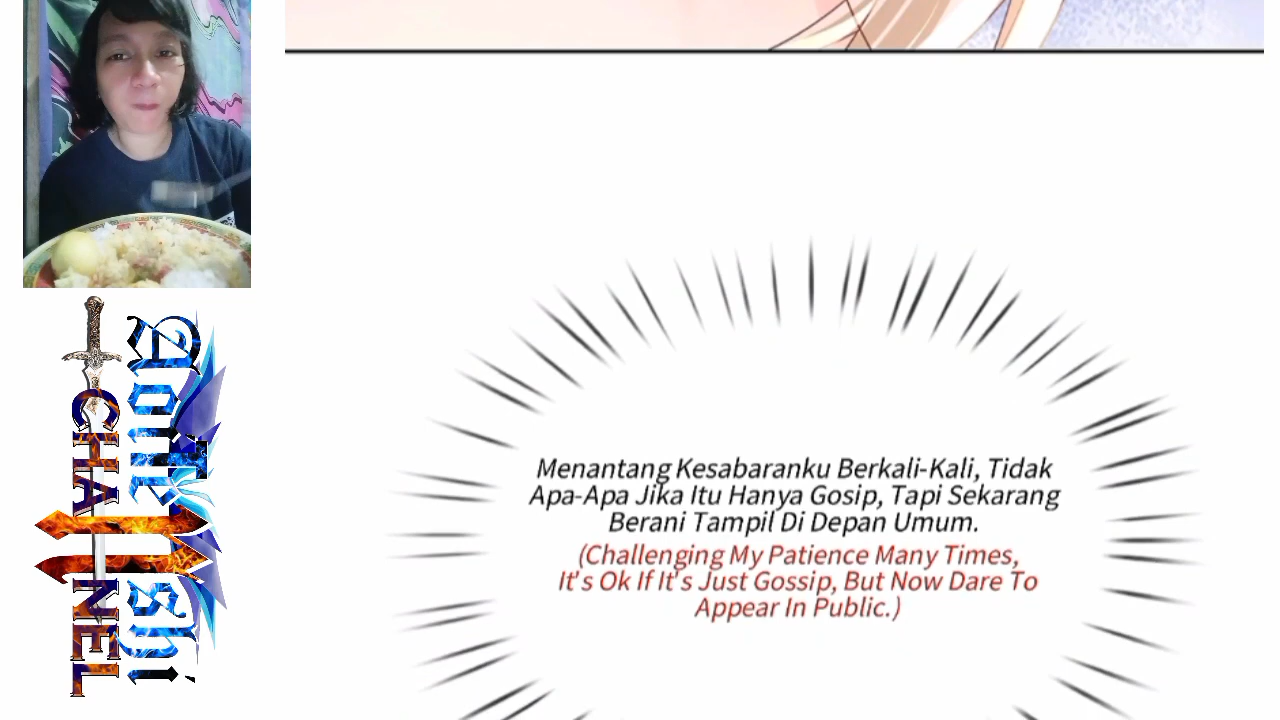 Menantang Kesabaranku Berkali-Kali, Tidak
Apa-Apa Jika Itu Hanya Gosip, Tapi Sekarang
Berani Tampil Di Depan Umum.
(Challenging My Patience Many Times,
It's Ok If It's Just Gossip, But Now Dare To
Appear In Public.)
CHANNEL